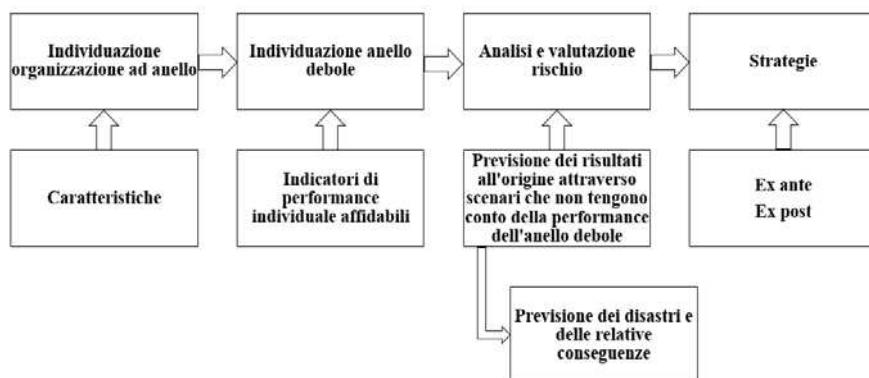 Individuazione
organizzazione ad anello
Individuazione anello
debole
Analisi e valutazione
rischio
Strategie
Caratteristiche
Indicatori di
performance
individuale affidabili
Previsione dei risultati
all'origine attraverso
scenari che non tengono
conto della performance
dell'anello debole
Ex ante
Ex post
Previsione dei disastri e
delle relative
conseguenze